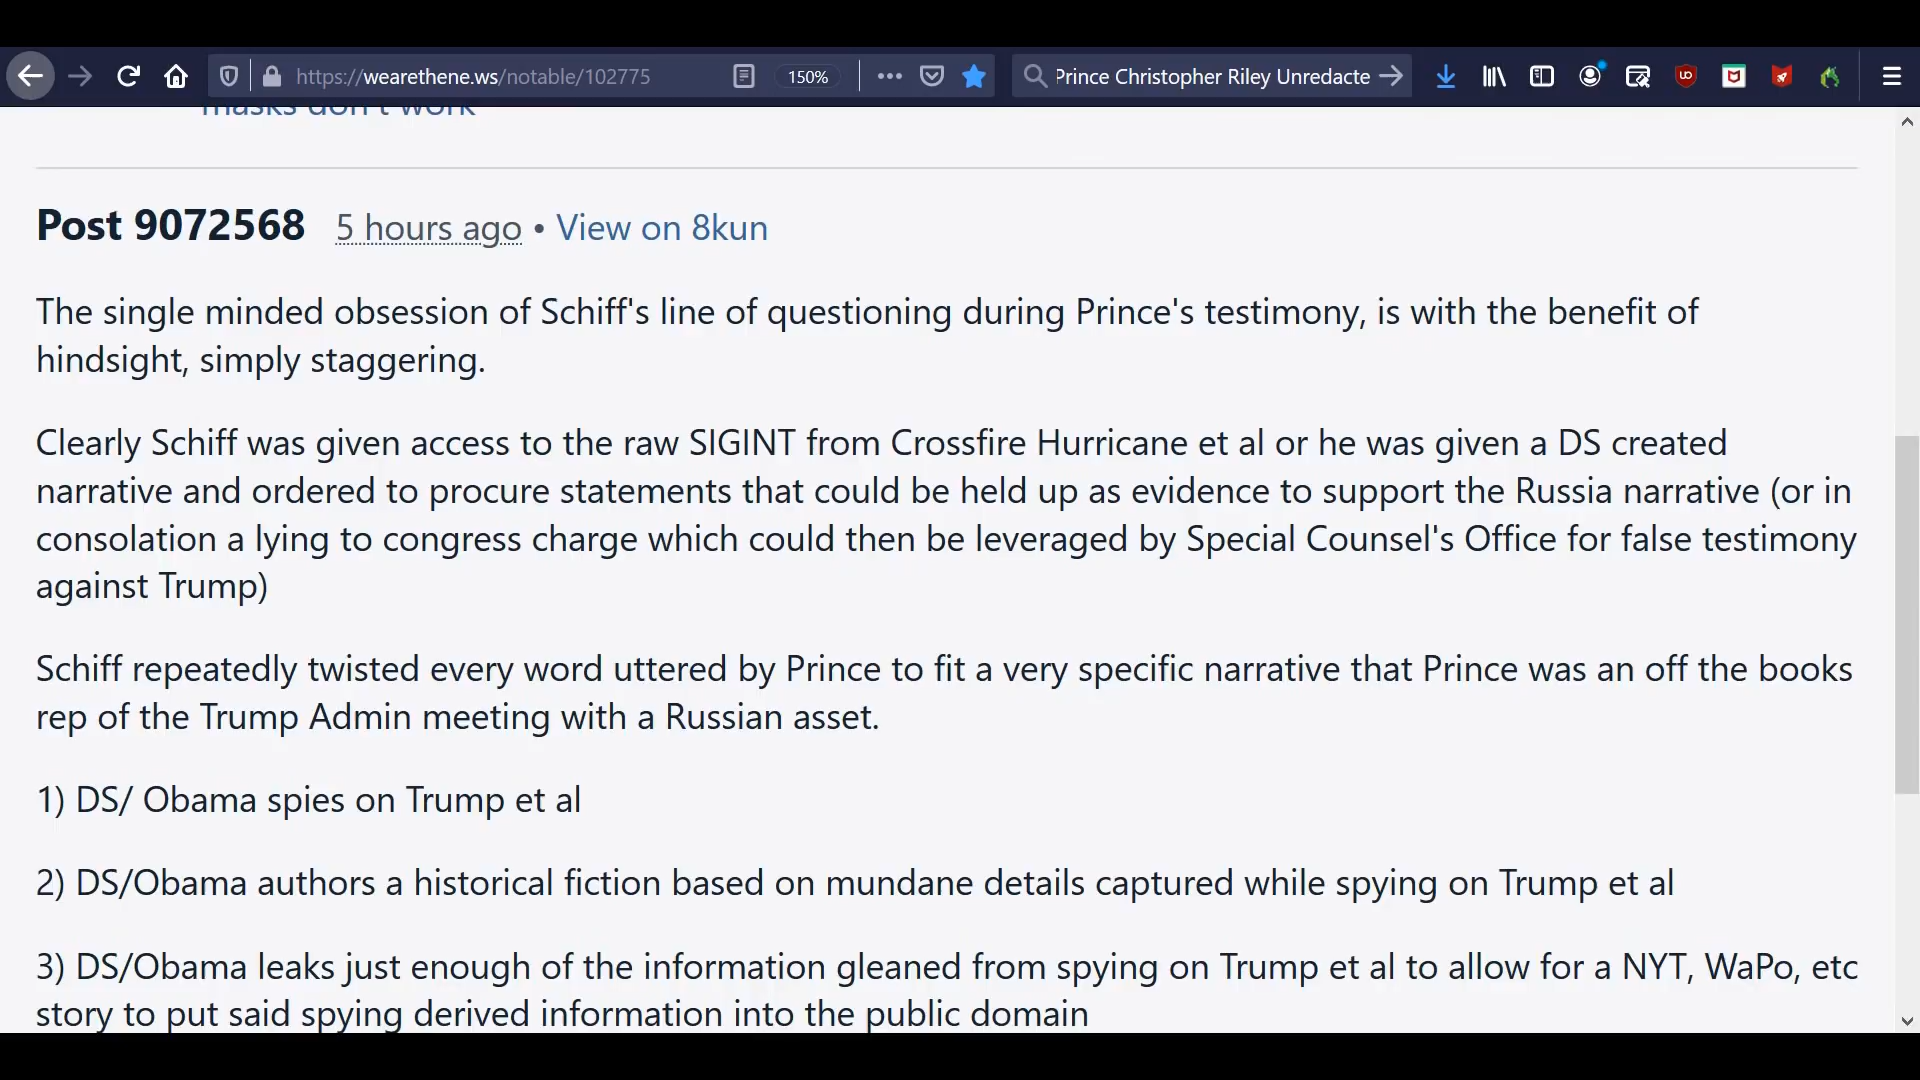 https://wearethene.ws/notable/102775
150%
Prince Christopher Riley Unredacte
masks don't work
Post 9072568 5 hours ago • View on 8kun
The single minded obsession of Schiff's line of questioning during Prince's testimony, is with the benefit of
hindsight, simply staggering.
Clearly Schiff was given access to the raw SIGINT from Crossfire Hurricane et al or he was given a DS created
narrative and ordered to procure statements that could be held up as evidence to support the Russia narrative (or in
consolation a lying to congress charge which could then be leveraged by Special Counsel's Office for false testimony
against Trump)
Schiff repeatedly twisted every word uttered by Prince to fit a very specific narrative that Prince was an off the books
rep of the Trump Admin meeting with a Russian asset.
1) DS/ Obama spies on Trump et al
2) DS/Obama authors a historical fiction based on mundane details captured while spying on Trump et al
3) DS/Obama leaks just enough of the information gleaned from spying on Trump et al to allow for a NYT, WaPo, etc
story to put said spying derived information into the public domain